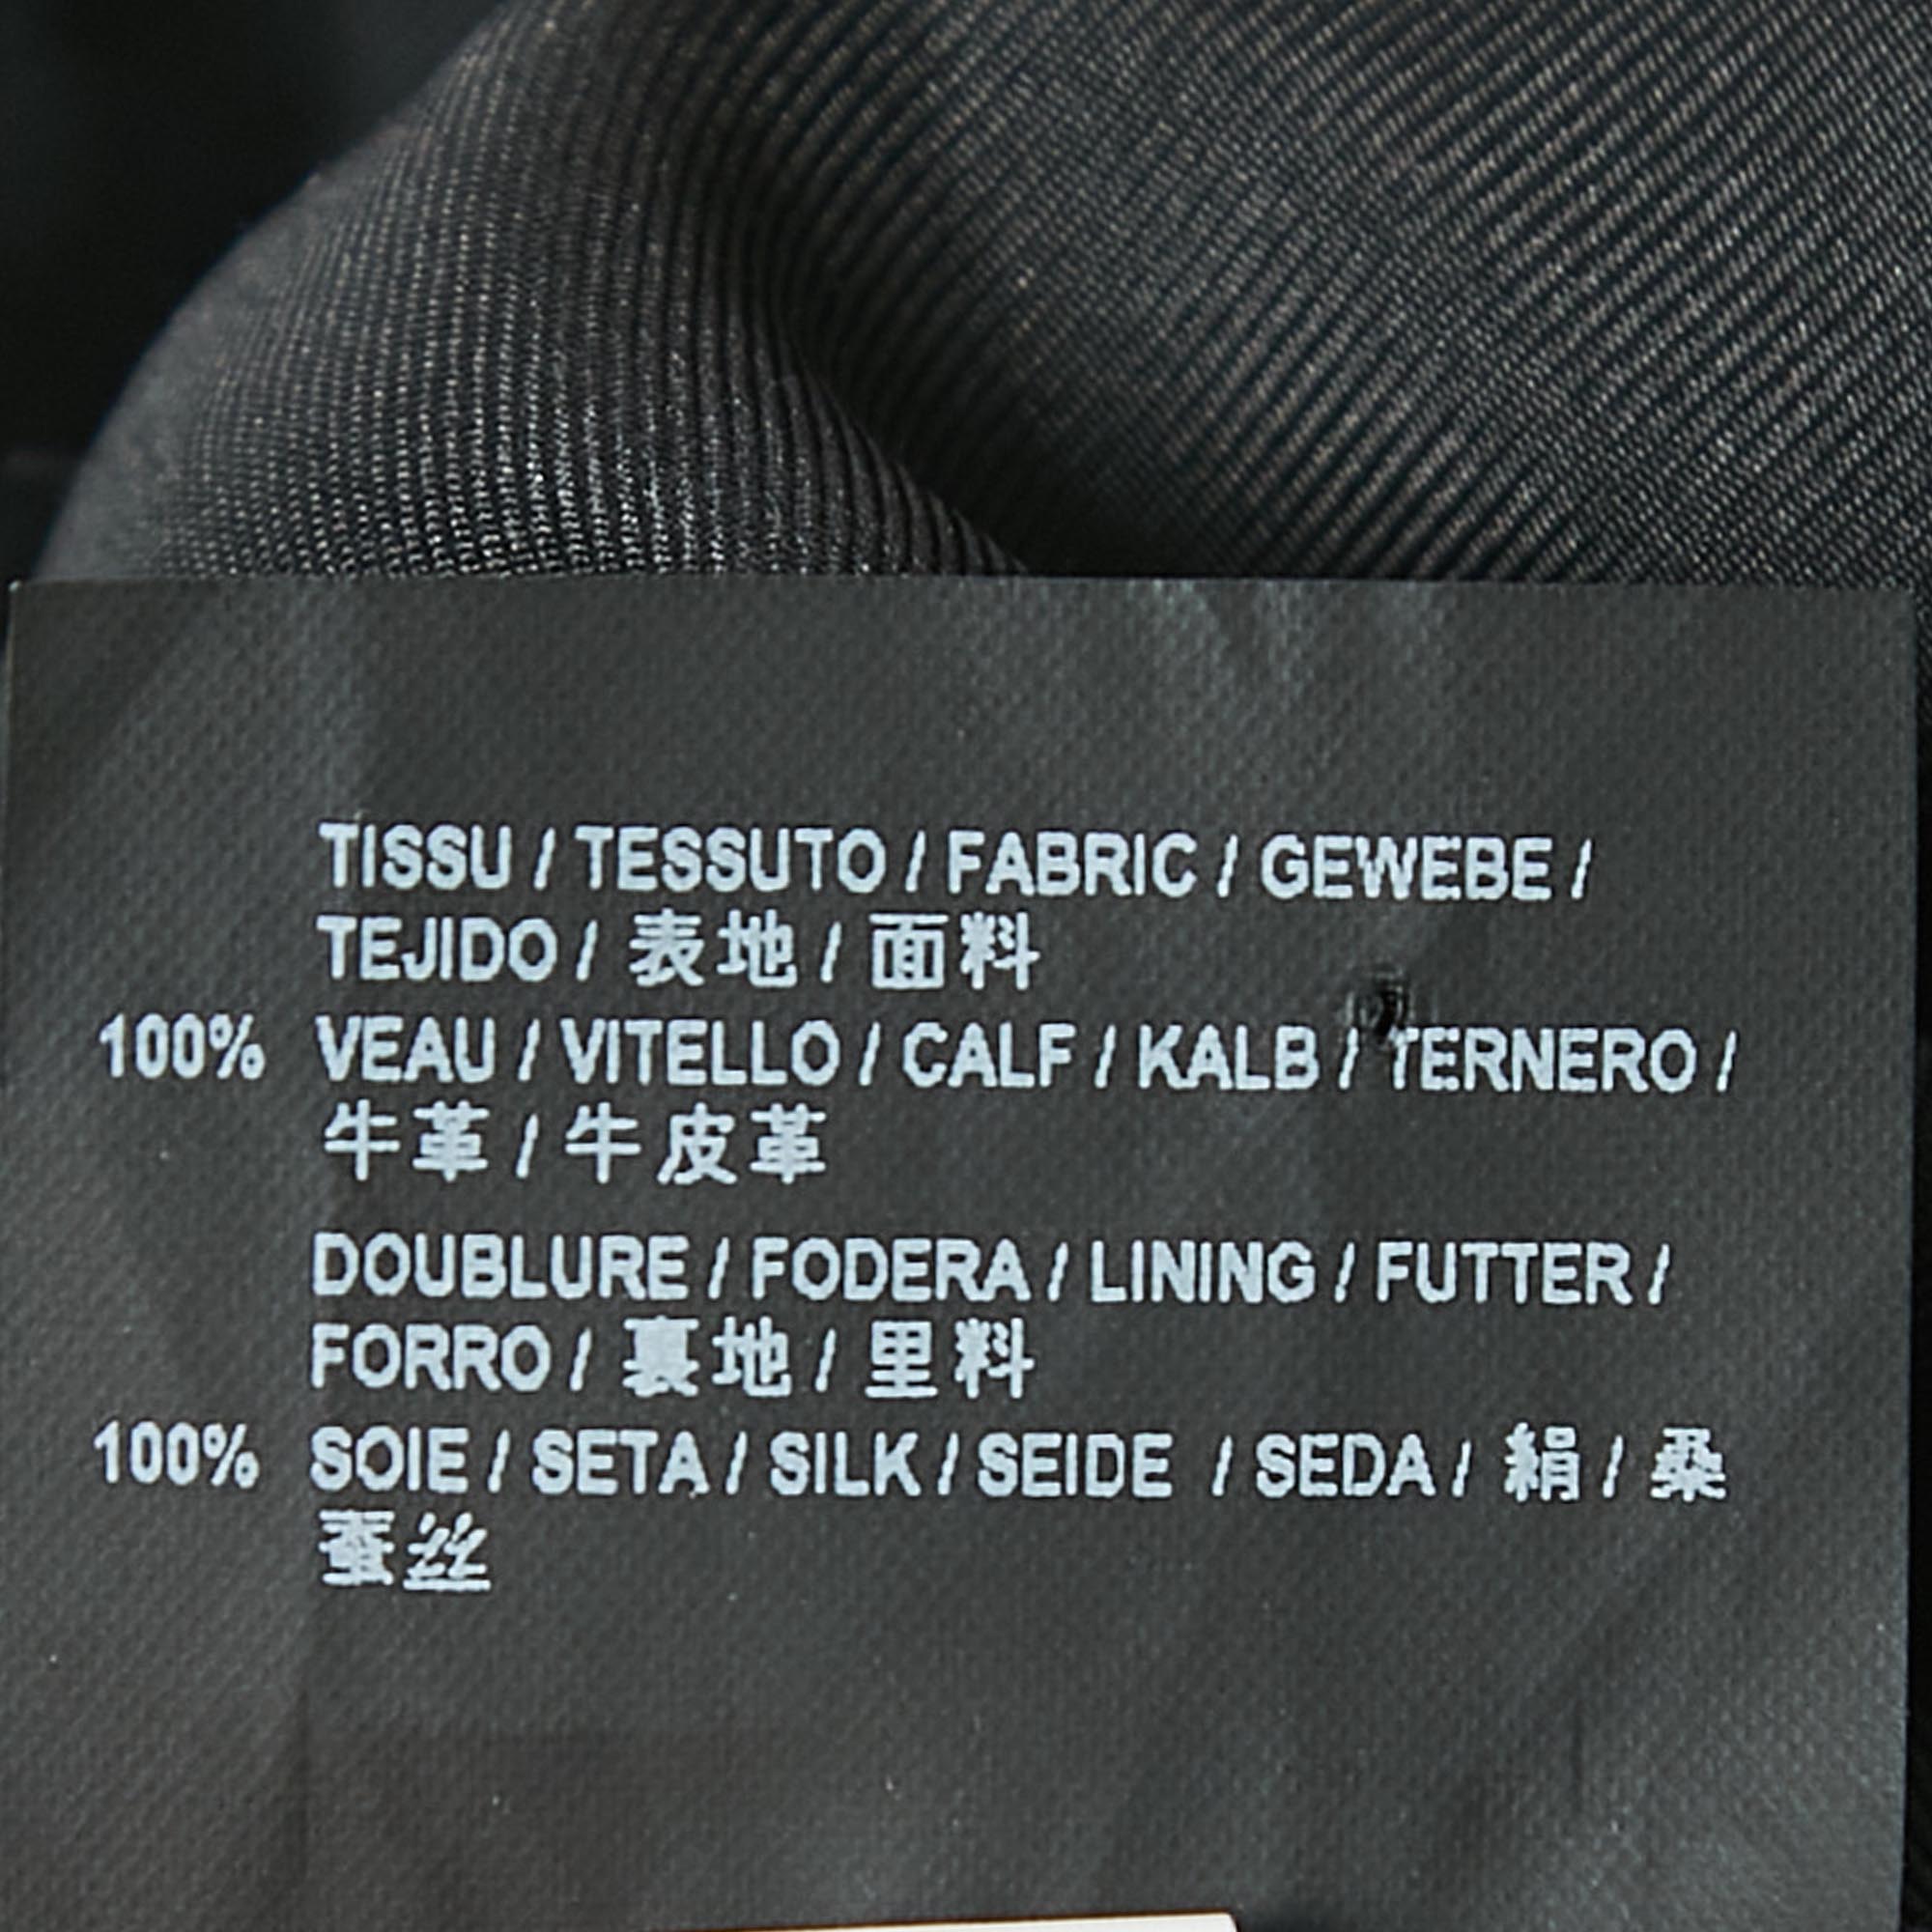 TISSU / TESSUTO / FABRIC / GEWEBE /
TEJIDO / 表地 / 面料
100% VEAU / VITELLO / CALF / KALB / TERNERO /
牛革 / 牛皮革
DOUBLURE / FODERA / LINING / FUTTER /
FORRO / 裏地 / 里料
100% SOIE / SETA / SILK / SEIDE / SEDA / 絹 / 桑
蚕丝